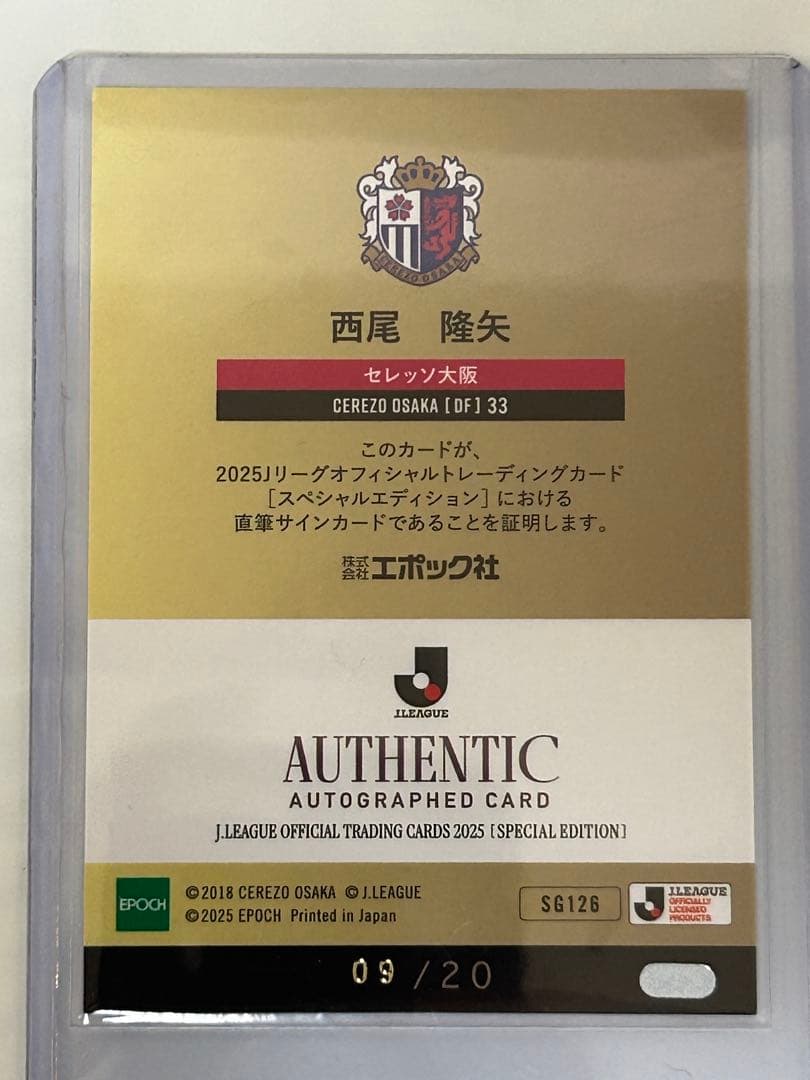 CEREZO OSAKA
西尾　隆矢
セレッソ大阪
CEREZO OSAKA [DF] 33
このカードが、
2025Jリーグオフィシャルトレーディングカード
[スペシャルエディション]における
直筆サインカードであることを証明します。
株式会社エポック社
J.LEAGUE
AUTHENTIC
AUTOGRAPHED CARD
J.LEAGUE OFFICIAL TRADING CARDS 2025 [SPECIAL EDITION]
EPOCH
©2018 CEREZO OSAKA ©J.LEAGUE
©2025 EPOCH Printed in Japan
SG126
J.LEAGUE
OFFICIALLY
LICENSED
PRODUCTS
09/20